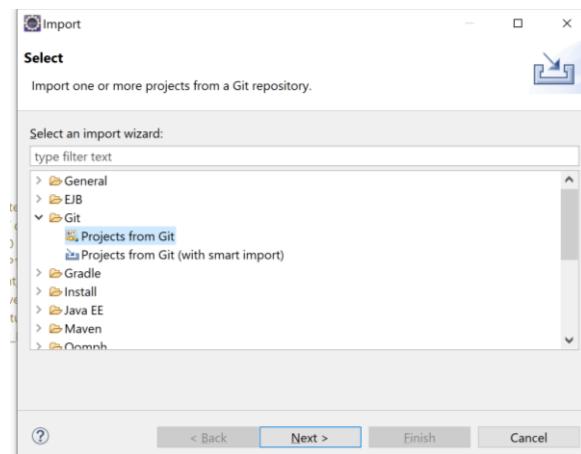 Import
Select
Import one or more projects from a Git repository.
Select an import wizard:
type filter text
General
EJB
Git
Projects from Git
Projects from Git (with smart import)
Gradle
Install
Java EE
Maven
Oomph
< Back Next > Finish Cancel